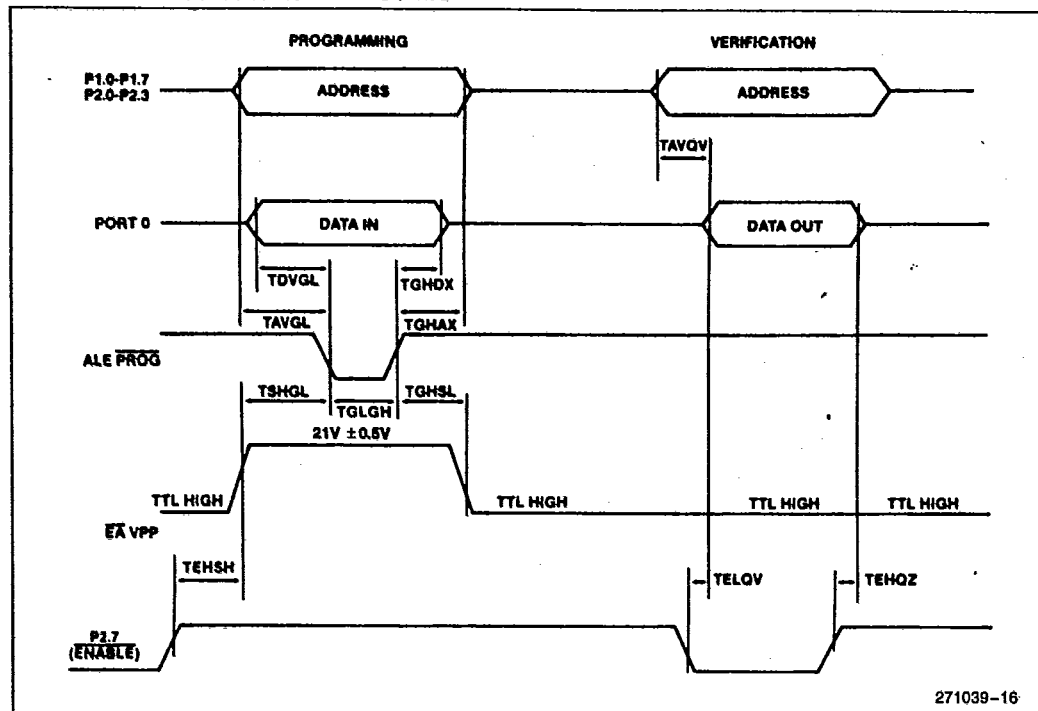 PROGRAMMING VERIFICATION
P1.0-P1.7
P2.0-P2.3
ADDRESS ADDRESS
TAVQV
PORT 0 DATA IN DATA OUT
TDVGL TGHDX
TAVGL TGHAX
ALE PROG
TSHGL TGLGH TGHSL
21V ±0.5V
TTL HIGH TTL HIGH TTL HIGH TTL HIGH
EA VPP
TEHSH TELQV TEHQZ
P2.7
(ENABLE)
271039-16